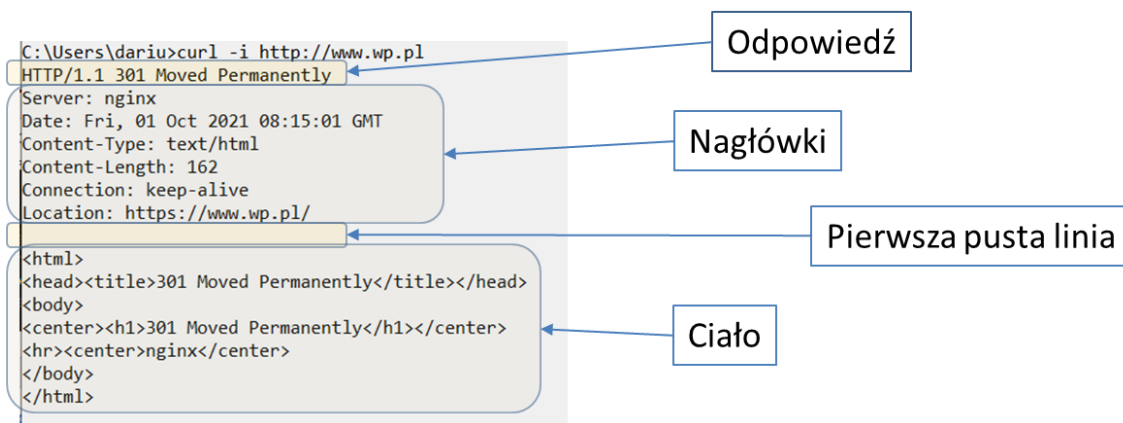 C:\Users\dariu>curl -i http://www.wp.pl
HTTP/1.1 301 Moved Permanently
Server: nginx
Date: Fri, 01 Oct 2021 08:15:01 GMT
Content-Type: text/html
Content-Length: 162
Connection: keep-alive
Location: https://www.wp.pl/
<html>
<head><title>301 Moved Permanently</title></head>
<body>
<center><h1>301 Moved Permanently</h1></center>
<hr><center>nginx</center>
</body>
</html>
Odpowiedź
Nagłówki
Pierwsza pusta linia
Ciało